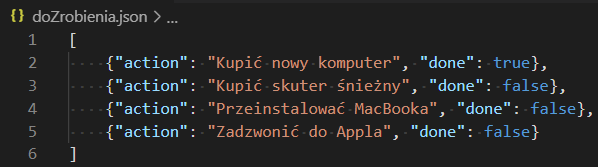 {} doZrobienia.json > ...
1 [
2 {"action": "Kupić nowy komputer", "done": true},
3 {"action": "Kupić skuter śnieżny", "done": false},
4 {"action": "Przeinstalować MacBooka", "done": false},
5 {"action": "Zadzwonić do Appla", "done": false}
6 ]